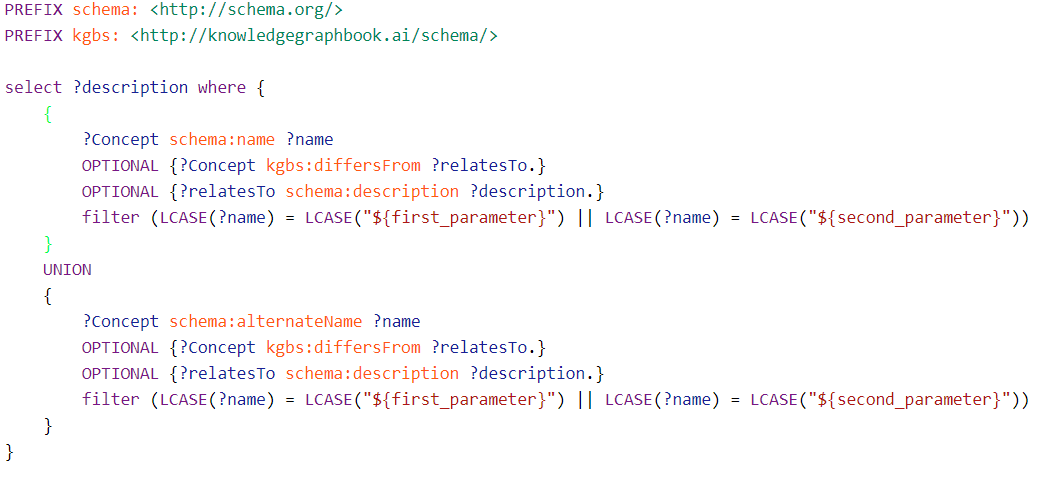 PREFIX schema: <http://schema.org/>
PREFIX kgbs: <http://knowledgegraphbook.ai/schema/>
select ?description where {
{
?Concept schema:name ?name
OPTIONAL {?Concept kgbs:differsFrom ?relatesTo.}
OPTIONAL {?relatesTo schema:description ?description.}
filter (LCASE(?name) = LCASE("${first_parameter}") || LCASE(?name) = LCASE("${second_parameter}"))
}
UNION
{
?Concept schema:alternateName ?name
OPTIONAL {?Concept kgbs:differsFrom ?relatesTo.}
OPTIONAL {?relatesTo schema:description ?description.}
filter (LCASE(?name) = LCASE("${first_parameter}") || LCASE(?name) = LCASE("${second_parameter}"))
}
}